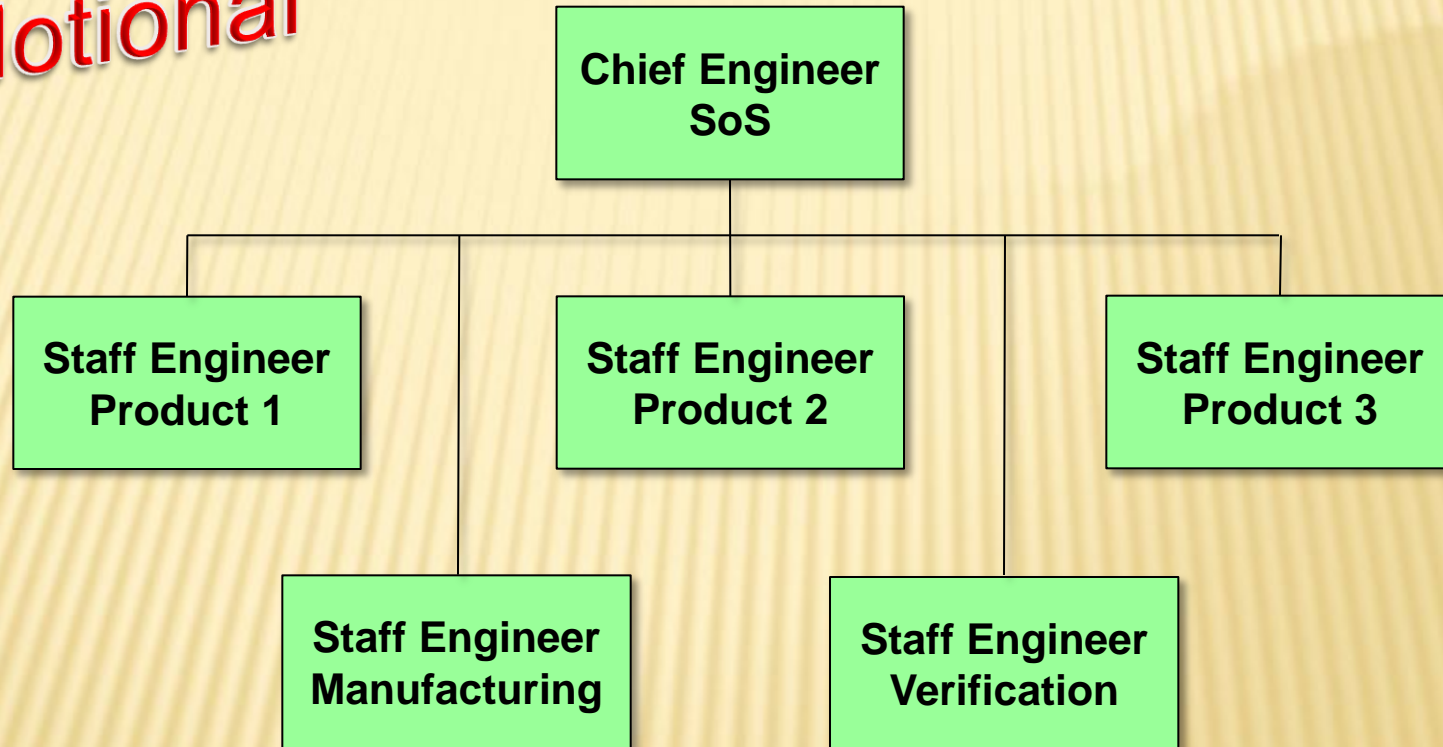 Chief Engineer
SoS
Staff Engineer
Product 1
Staff Engineer
Product 2
Staff Engineer
Product 3
Staff Engineer
Manufacturing
Staff Engineer
Verification